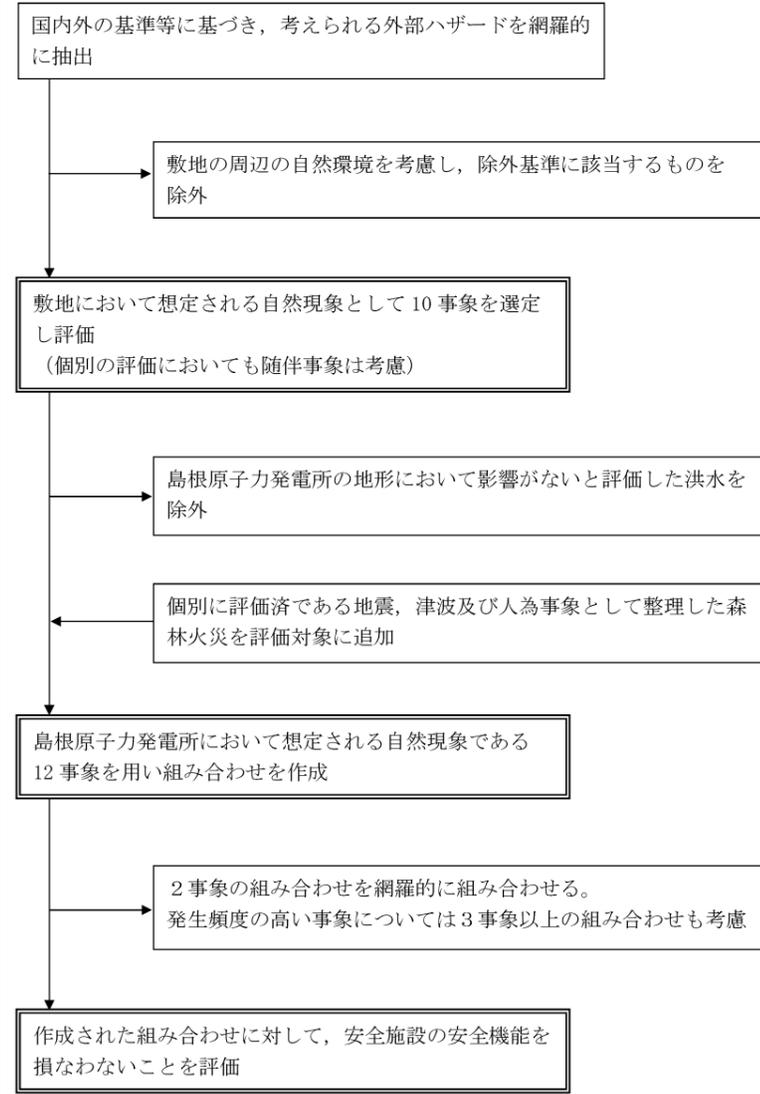 国内外の基準等に基づき，考えられる外部ハザードを網羅的
に抽出
敷地の周辺の自然環境を考慮し，除外基準に該当するものを
除外
敷地において想定される自然現象として 10 事象を選定
し評価
（個別の評価においても随伴事象は考慮）
島根原子力発電所の地形において影響がないと評価した洪水を
除外
個別に評価済である地震，津波及び人為事象として整理した森
林火災を評価対象に追加
島根原子力発電所において想定される自然現象である
12 事象を用い組み合わせを作成
２事象の組み合わせを網羅的に組み合わせる。
発生頻度の高い事象については３事象以上の組み合わせも考慮
作成された組み合わせに対して，安全施設の安全機能を
損なわないことを評価